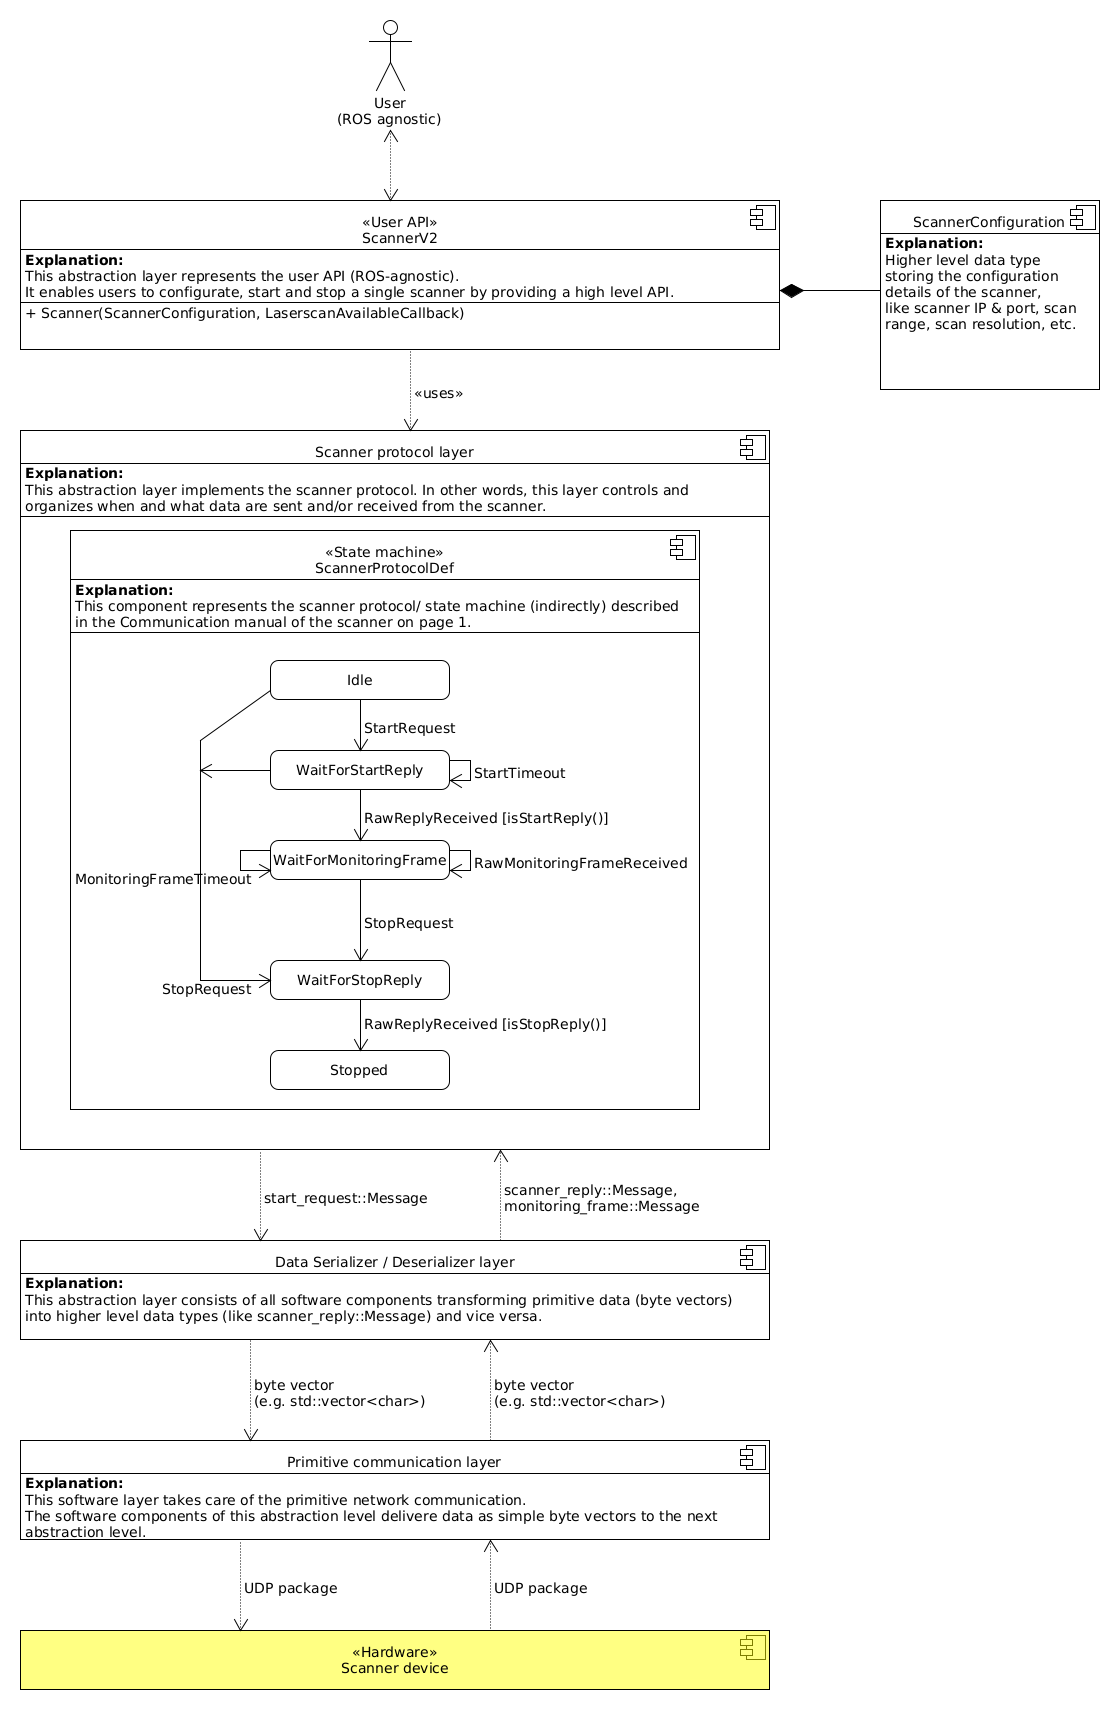 User
(ROS agnostic)
«User API»
ScannerV2
Explanation:
This abstraction layer represents the user API (ROS-agnostic).
It enables users to configurate, start and stop a single scanner by providing a high level API.
+ Scanner(ScannerConfiguration, LaserscanAvailableCallback)
ScannerConfiguration
Explanation:
Higher level data type
storing the configuration
details of the scanner,
like scanner IP & port, scan
range, scan resolution, etc.
«uses»
Scanner protocol layer
Explanation:
This abstraction layer implements the scanner protocol. In other words, this layer controls and
organizes when and what data are sent and/or received from the scanner.
«State machine»
ScannerProtocolDef
Explanation:
This component represents the scanner protocol/ state machine (indirectly) described
in the Communication manual of the scanner on page 1.
Idle
StartRequest
WaitForStartReply
StartTimeout
RawReplyReceived [isStartReply()]
WaitForMonitoringFrame
RawMonitoringFrameReceived
MonitoringFrameTimeout
StopRequest
WaitForStopReply
StopRequest
RawReplyReceived [isStopReply()]
Stopped
start_request::Message
scanner_reply::Message,
monitoring_frame::Message
Data Serializer / Deserializer layer
Explanation:
This abstraction layer consists of all software components transforming primitive data (byte vectors)
into higher level data types (like scanner_reply::Message) and vice versa.
byte vector
(e.g. std::vector<char>)
byte vector
(e.g. std::vector<char>)
Primitive communication layer
Explanation:
This software layer takes care of the primitive network communication.
The software components of this abstraction level delivere data as simple byte vectors to the next
abstraction level.
UDP package
UDP package
«Hardware»
Scanner device